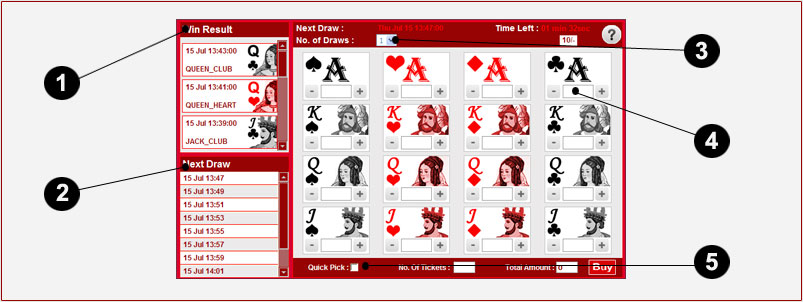 Win Result
15 Jul 13:43:00
Q
QUEEN_CLUB
15 Jul 13:41:00
Q
QUEEN_HEART
15 Jul 13:39:00
J
JACK_CLUB
Next Draw
15 Jul 13:47
15 Jul 13:49
15 Jul 13:51
15 Jul 13:53
15 Jul 13:55
15 Jul 13:57
15 Jul 13:59
15 Jul 14:01
Next Draw : Thu Jul 15 13:47:00 Time Left : 01 min 32sec
No. of Draws : 1 10/- ?
A A A A
- + - + - + - +
K K K K
- + - + - + - +
Q Q Q Q
- + - + - + - +
J J J J
- + - + - + - +
Quick Pick : No. Of Tickets : Total Amount : 0 Buy
1
2
3
4
5